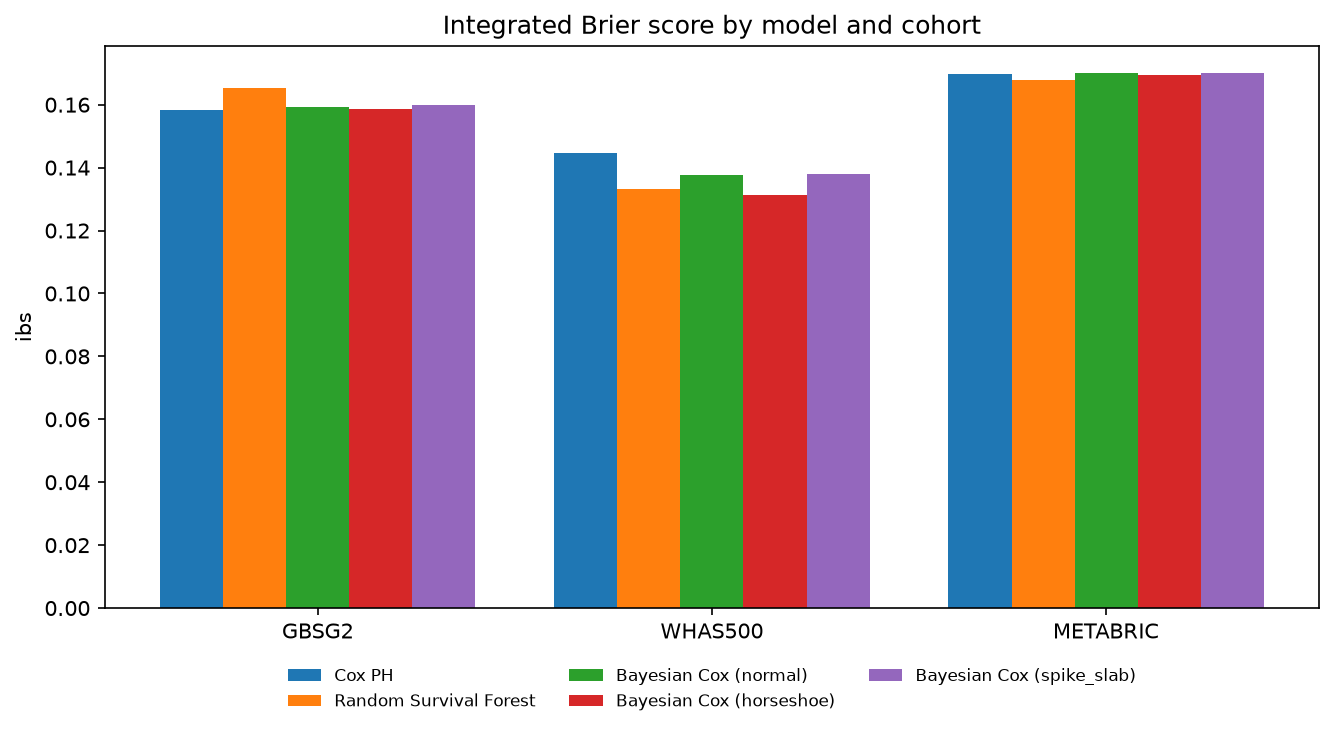 Integrated Brier score by model and cohort
ibs
0.16
0.14
0.12
0.10
0.08
0.06
0.04
0.02
0.00
GBSG2 WHAS500 METABRIC
Cox PH Bayesian Cox (normal) Bayesian Cox (spike_slab)
Random Survival Forest Bayesian Cox (horseshoe)